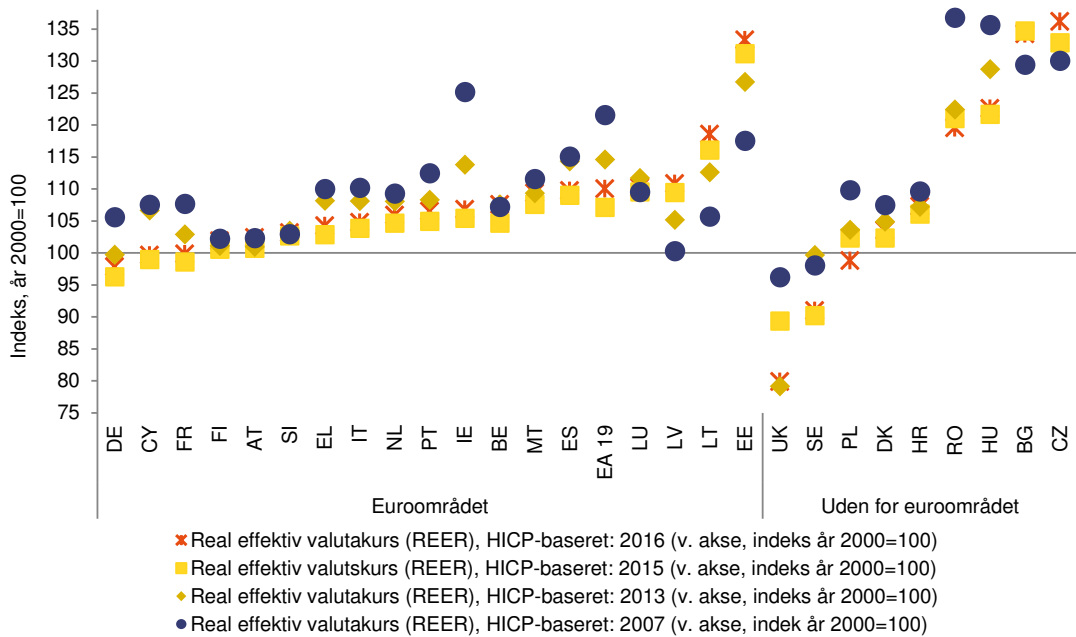 135
130
125
120
115
110
105
100
95
90
85
80
75
Indeks, år 2000=100
DE
CY
FR
FI
AT
SI
EL
IT
NL
PT
IE
BE
MT
ES
EA 19
LU
LV
LT
EE
UK
SE
PL
DK
HR
RO
HU
BG
CZ
Euroområdet
Uden for euroområdet
Real effektiv valutakurs (REER), HICP-baseret: 2016 (v. akse, indeks år 2000=100)
Real effektiv valutskurs (REER), HICP-baseret: 2015 (v. akse, indeks år 2000=100)
Real effektiv valutakurs (REER), HICP-baseret: 2013 (v. akse, indeks år 2000=100)
Real effektiv valutakurs (REER), HICP-baseret: 2007 (v. akse, indek år 2000=100)